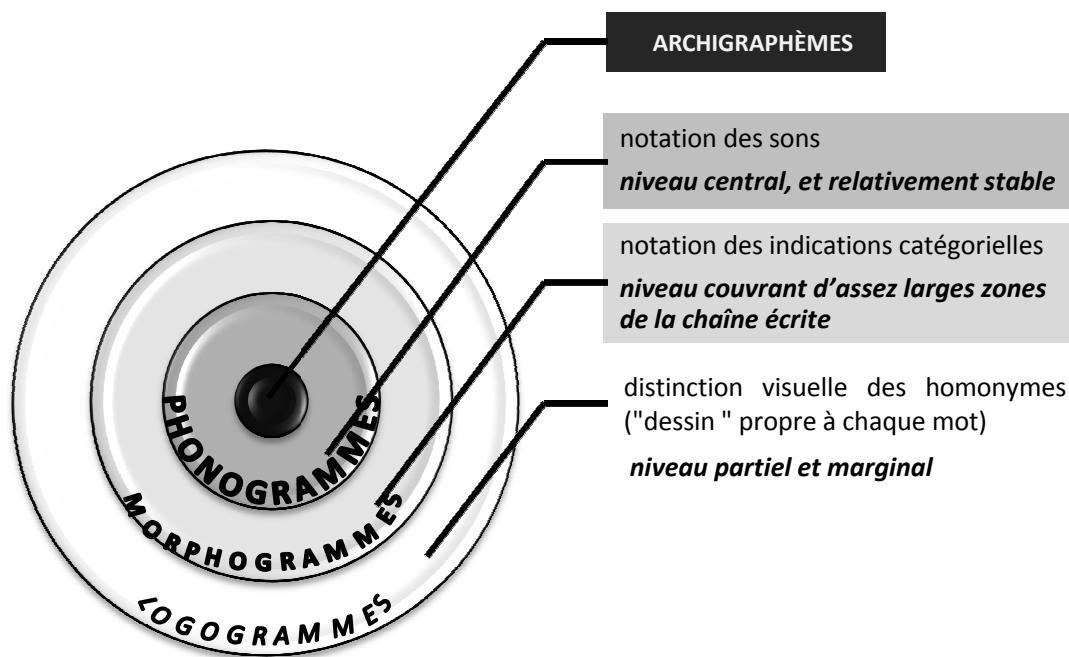 ARCHIGRAPHÈMES
notation des sons
niveau central, et relativement stable
notation des indications catégorielles
niveau couvrant d'assez larges zones
de la chaîne écrite
distinction visuelle des homonymes
("dessin " propre à chaque mot)
niveau partiel et marginal
PHONOGRAMMES
MORPHOGRAMMES
LOGOGRAMMES